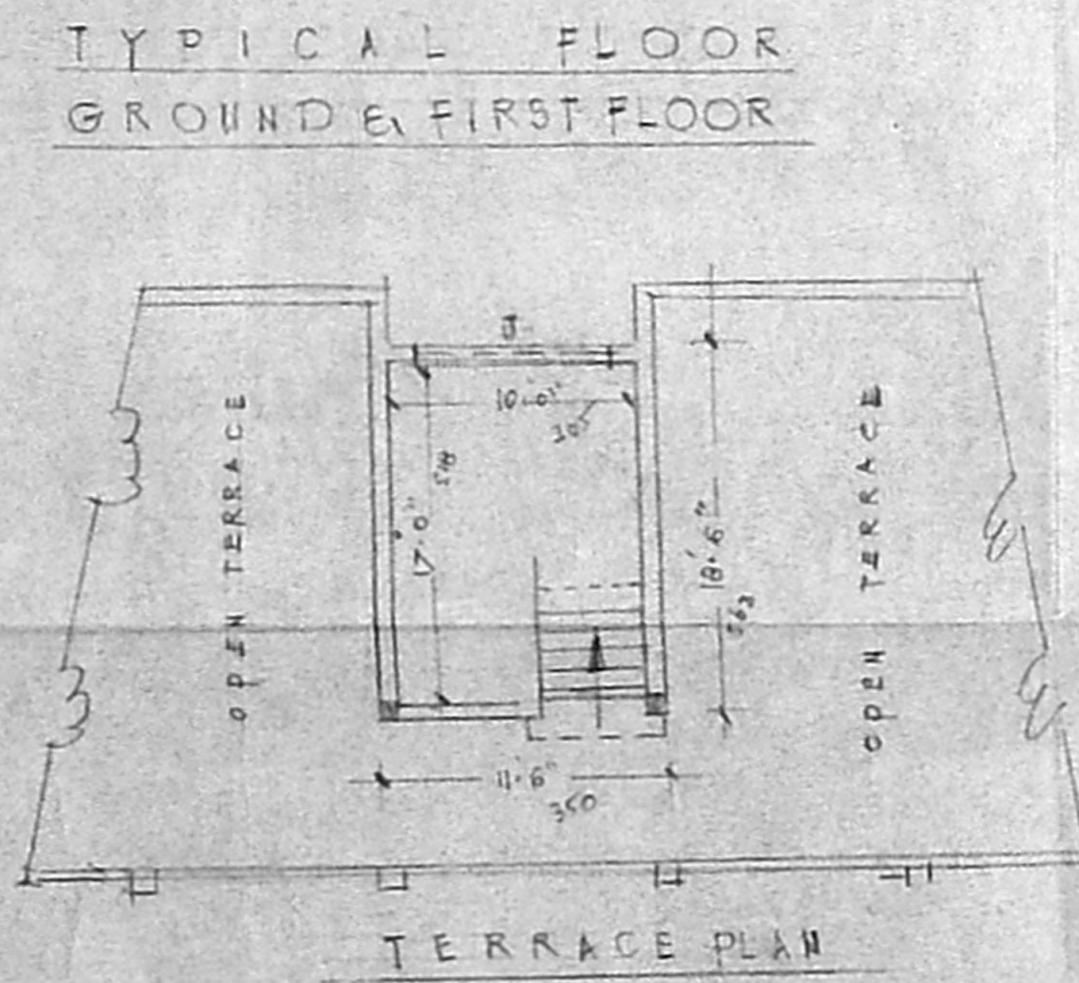 TYPICAL FLOOR
GROUND & FIRST FLOOR
J
10'-0"
305
518
17'-0"
18'-6"
563
OPEN TERRACE
OPEN TERRACE
11'-6"
350
TERRACE PLAN